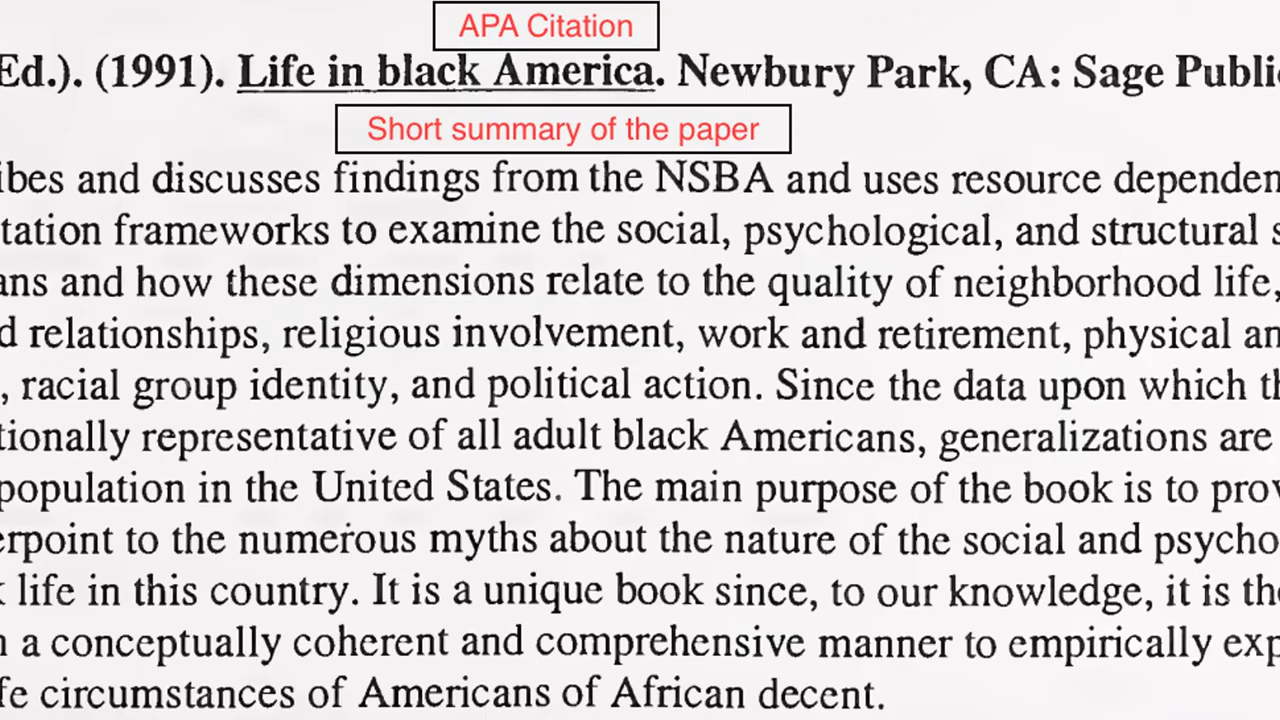 APA Citation
Ed.). (1991). Life in black America. Newbury Park, CA: Sage Public
Short summary of the paper
ibes and discusses findings from the NSBA and uses resource dependen
tation frameworks to examine the social, psychological, and structural s
ans and how these dimensions relate to the quality of neighborhood life,
d relationships, religious involvement, work and retirement, physical an
, racial group identity, and political action. Since the data upon which th
tionally representative of all adult black Americans, generalizations are
population in the United States. The main purpose of the book is to prov
erpoint to the numerous myths about the nature of the social and psycho
k life in this country. It is a unique book since, to our knowledge, it is the
n a conceptually coherent and comprehensive manner to empirically exp
fe circumstances of Americans of African decent.